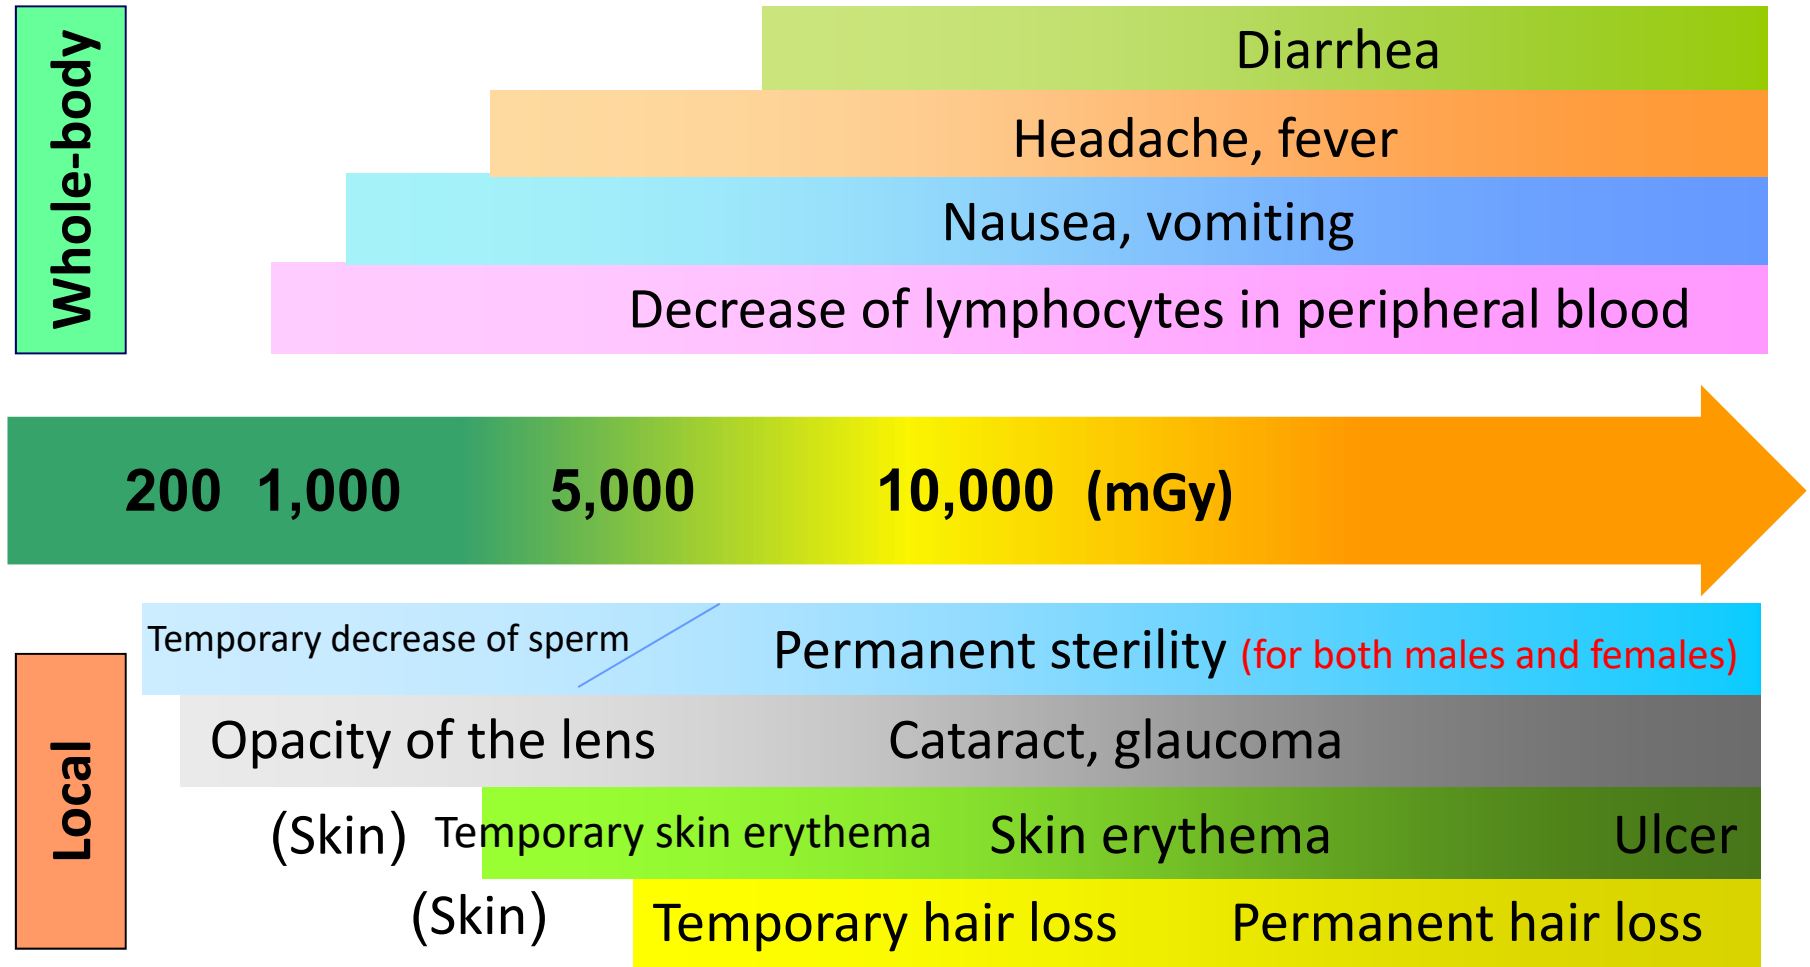 Whole-body
Diarrhea
Headache, fever
Nausea, vomiting
Decrease of lymphocytes in peripheral blood
200 1,000 5,000 10,000 (mGy)
Local
Temporary decrease of sperm Permanent sterility (for both males and females)
Opacity of the lens Cataract, glaucoma
(Skin) Temporary skin erythema Skin erythema Ulcer
(Skin) Temporary hair loss Permanent hair loss